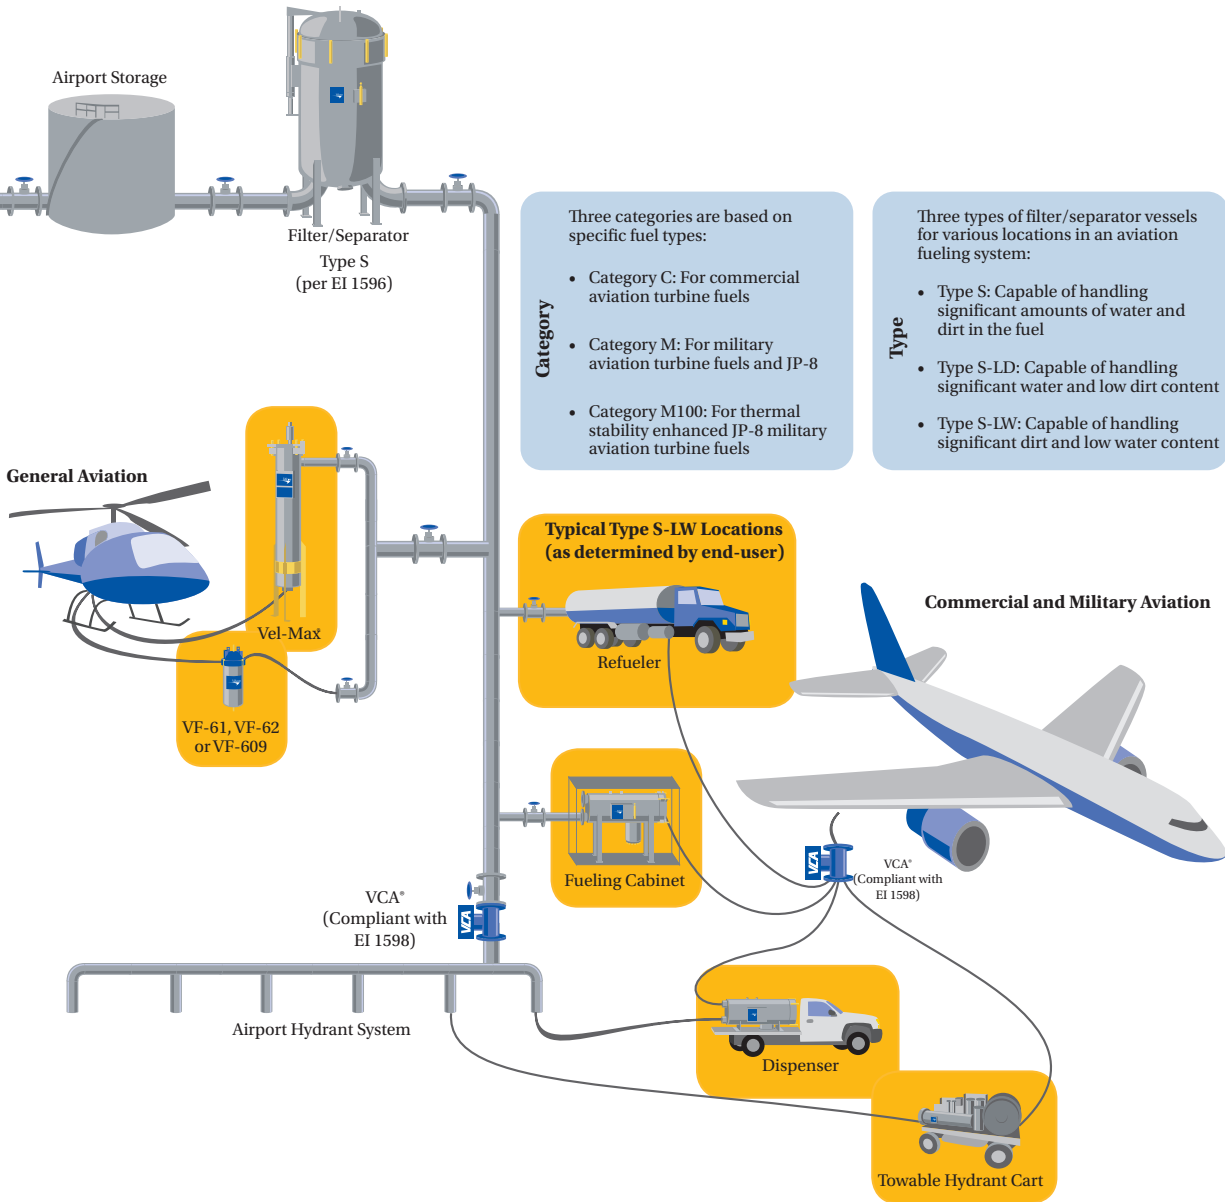 Airport Storage
Filter/Separator
Type S
(per EI 1596)
Category
Three categories are based on
specific fuel types:
• Category C: For commercial
aviation turbine fuels
• Category M: For military
aviation turbine fuels and JP-8
• Category M100: For thermal
stability enhanced JP-8 military
aviation turbine fuels
Type
Three types of filter/separator vessels
for various locations in an aviation
fueling system:
• Type S: Capable of handling
significant amounts of water and
dirt in the fuel
• Type S-LD: Capable of handling
significant water and low dirt content
• Type S-LW: Capable of handling
significant dirt and low water content
General Aviation
Vel-Max®
VF-61, VF-62
or VF-609
Typical Type S-LW Locations
(as determined by end-user)
Refueler
Commercial and Military Aviation
Fueling Cabinet
VCA
VCA®
(Compliant with
EI 1598)
VCA®
(Compliant with
EI 1598)
VCA
Airport Hydrant System
Dispenser
Towable Hydrant Cart